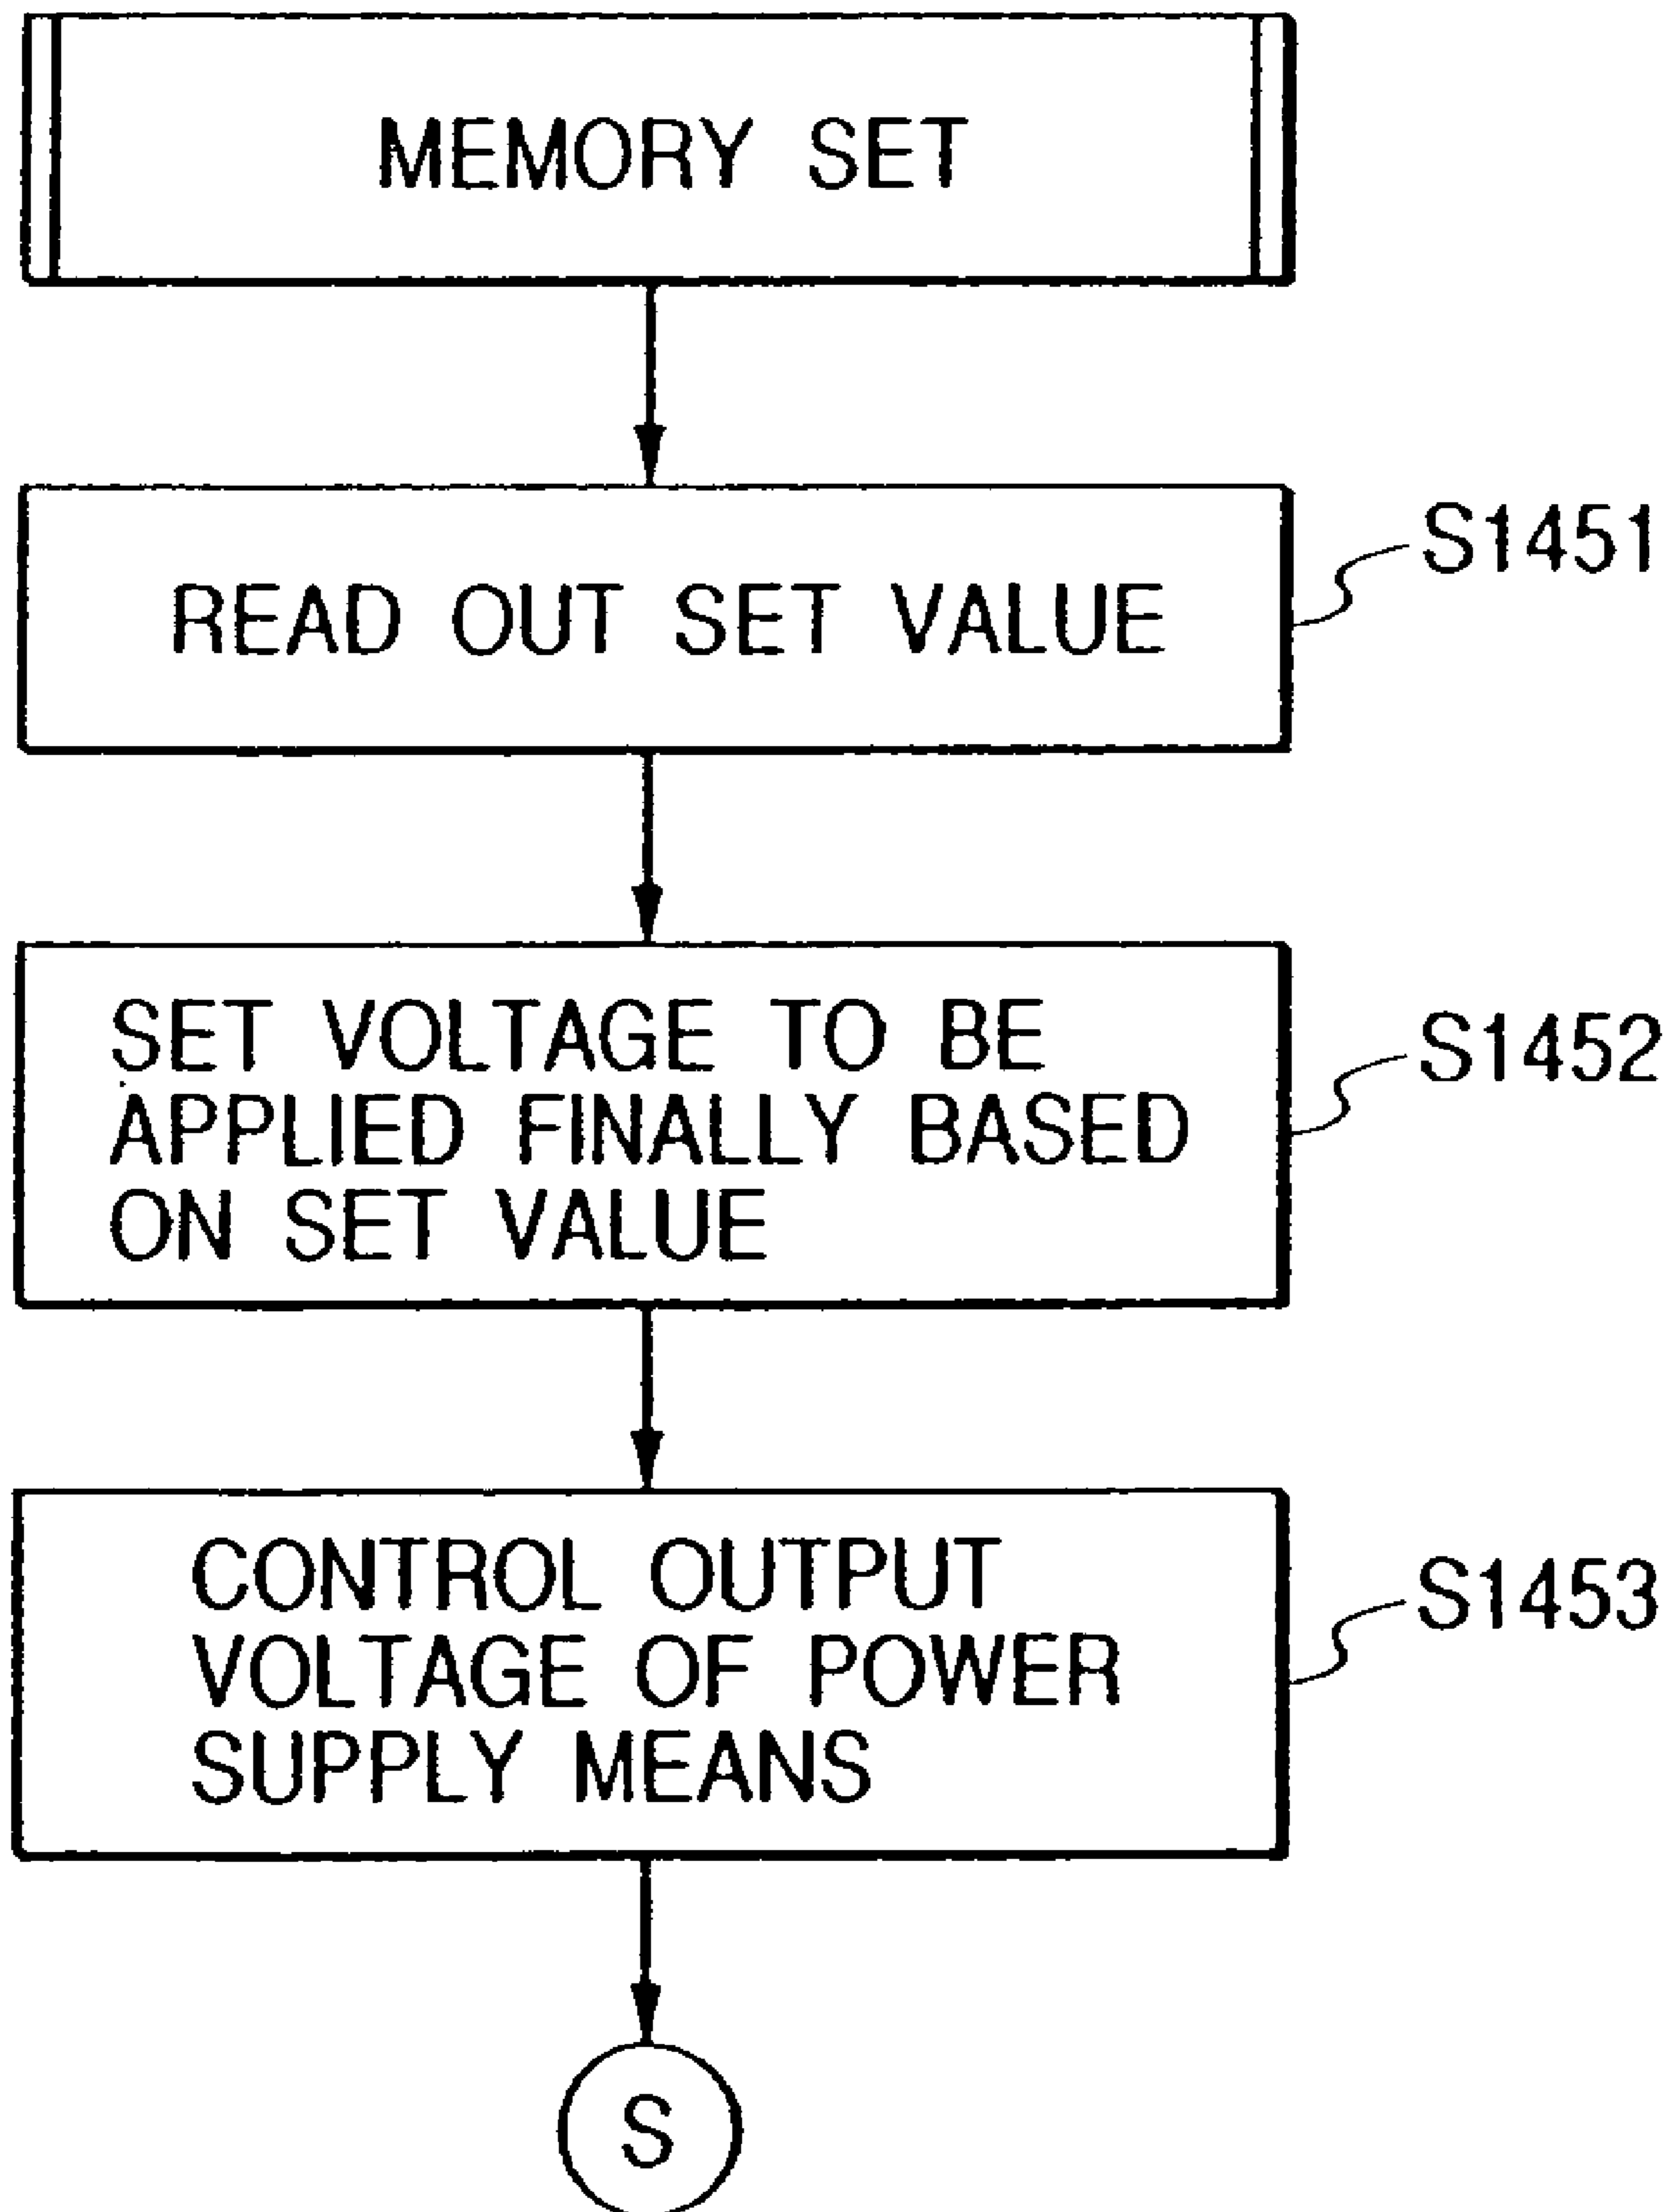 MEMORY SET
READ OUT SET VALUE
S1451
SET VOLTAGE TO BE
APPLIED FINALLY BASED
ON SET VALUE
S1452
CONTROL OUTPUT
VOLTAGE OF POWER
SUPPLY MEANS
S1453
S